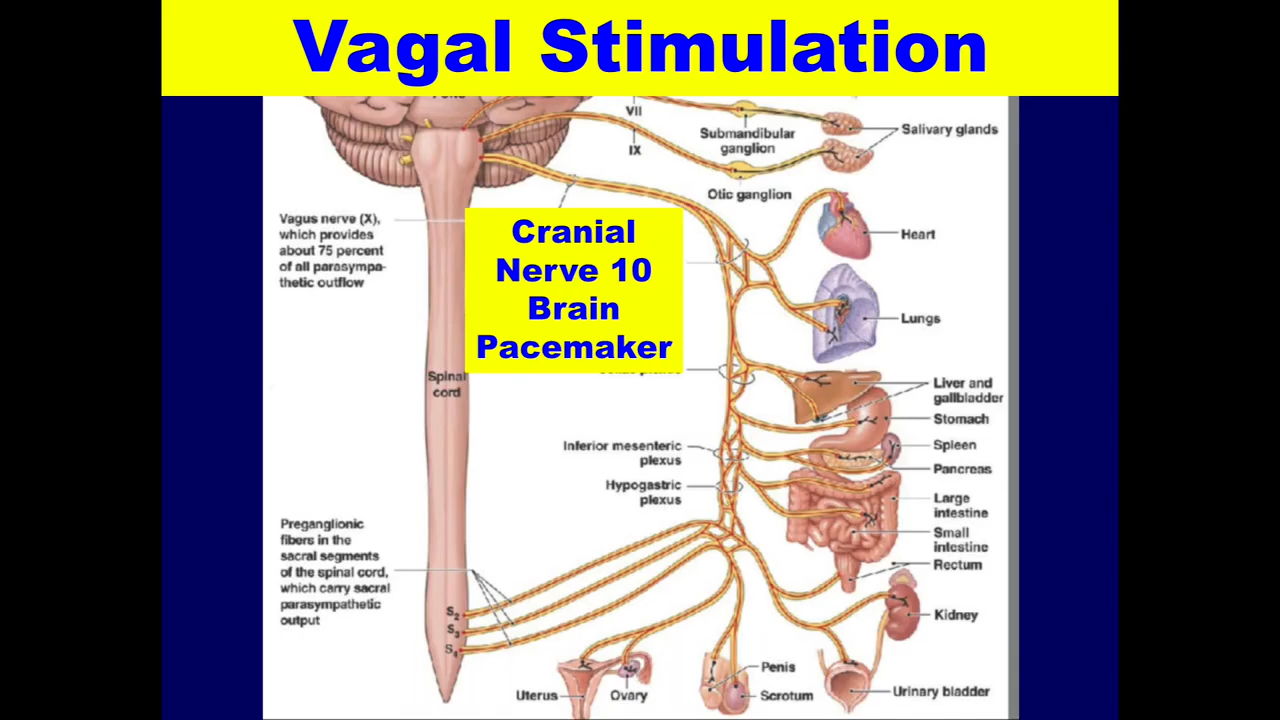 Vagal Stimulation
VII
Submandibular
ganglion
Salivary glands
IX
Otic ganglion
Vagus nerve (X),
which provides
about 75 percent
of all parasympa-
thetic outflow
Cranial
Nerve 10
Brain
Pacemaker
Heart
Lungs
Spinal
cord
Liver and
gallbladder
Stomach
Inferior mesenteric
plexus
Spleen
Pancreas
Hypogastric
plexus
Large
intestine
Small
intestine
Rectum
Preganglionic
fibers in the
sacral segments
of the spinal cord,
which carry sacral
parasympathetic
output
S2
S3
S4
Kidney
Uterus
Ovary
Penis
Scrotum
Urinary bladder